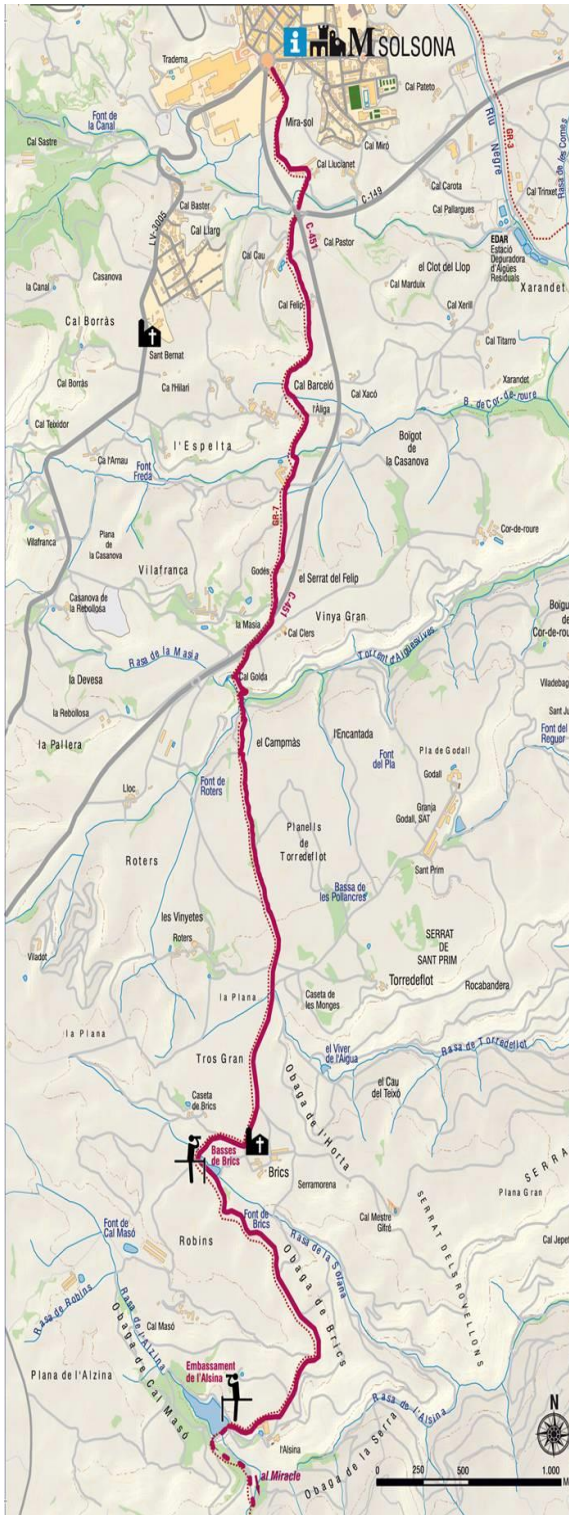 i M SOLSONA
Traderna
Cal Pateto
Font de
la Canal
Mira-sol
Cal Sastre
Cal Miró
Cal Llucianet
Riu Negre
GR-3
Rasa de les Comes
C-149
Cal Carota
Cal Trinxet
Cal Baster
Cal Pallargues
LV-3005
Cal Llarg
C-451
Cal Pastor
EDAR
Estació
Depuradora
d'Aigües
Residuals
Cal Cau
el Clot del Llop
Casanova
la Canal
Cal Marduix
Xarandet
Cal Felip
Cal Xerill
Cal Borràs
Cal Titarro
Sant Bernat
Cal Borràs
Ca l'Hilari
Cal Barceló
Cal Xacó
Xarandet
B. de Cor-de-roure
l'Àliga
Cal Teixidor
l'Espelta
Boïgot
de
la Casanova
Ca l'Arnau
Font
Freda
GR-7
Cor-de-roure
Vilafranca
Plana
de
la Casanova
Vilafranca
Godés
el Serrat del Felip
Casanova de
la Rebollosa
C-451
Vinya Gran
la Masia
Cal Clers
Boigu
de
Cor-de-rou
Rasa de la Masia
Torrent d'Aigüesvives
Cal Golda
la Devesa
Viladebag
la Rebollosa
Sant Ju
la Pallera
el Campmàs
l'Encantada
Font del
Reguer
Font
del Pla
Pla de Godall
Godall
Font de
Roters
Lloc
Granja
Godall, SAT
Planells
de
Torredeflot
Roters
Sant Prim
Bassa de
les Pollancres
les Vinyetes
Roters
SERRAT
DE
SANT PRIM
Viladot
Torredeflot
la Plana
Caseta de
les Monges
Rocabandera
la Plana
Rasa de Torredeflot
el Viver
de l'Aigua
Tros Gran
Obaga de l'Horta
el Cau
del Teixó
Caseta
de Brics
Basses
de Brics
Brics
SERRA
Serramorena
Plana Gran
Font de
Cal Masó
Font de
Brics
Cal Mestre
Gifré
Robins
Rasa de la Solana
SERRAT DELS ROVELLONS
Cal Jepet
Obaga de Brics
Rasa de Robins
Rasa de l'Alzina
Obaga de Cal Masó
Cal Masó
Plana de l'Alzina
Embassament
de l'Alsina
Rasa de l'Alsina
N
l'Alsina
Obaga de la Serra
al Miracle
0 250 500 1.000
M